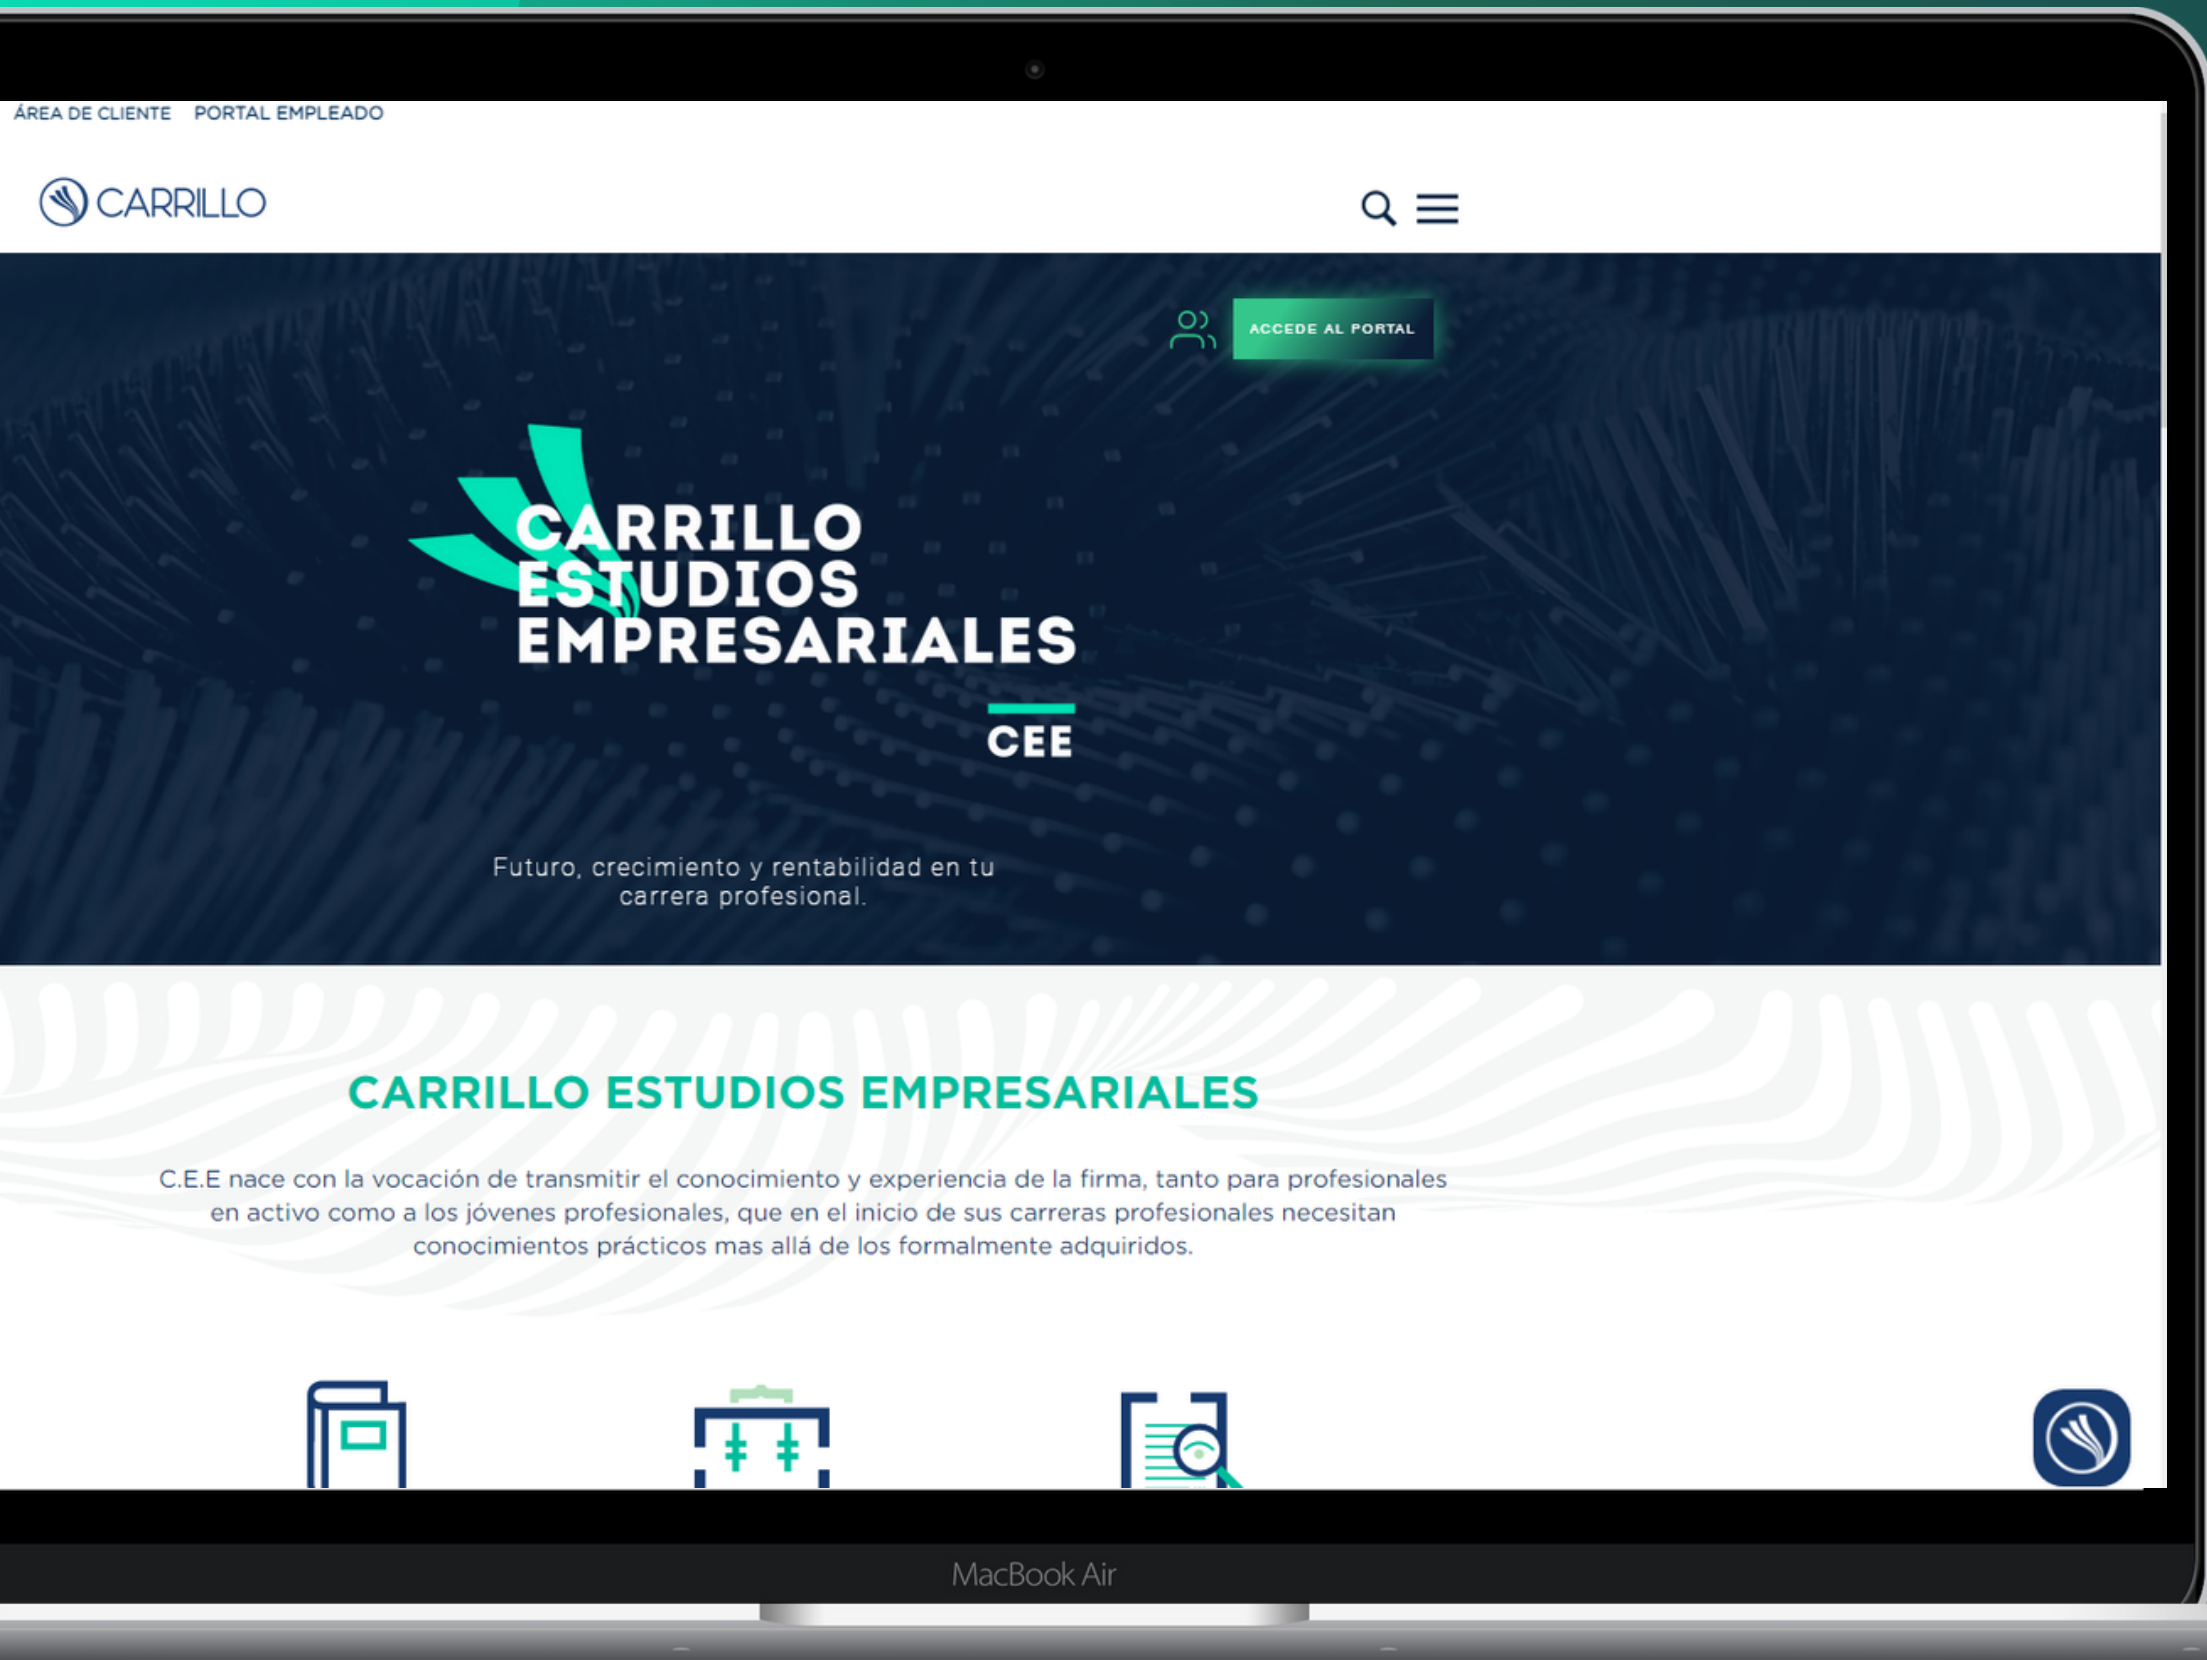 ÁREA DE CLIENTE PORTAL EMPLEADO
CARRILLO
ACCEDE AL PORTAL
CARRILLO
ESTUDIOS
EMPRESARIALES
CEE
Futuro, crecimiento y rentabilidad en tu
carrera profesional.
CARRILLO ESTUDIOS EMPRESARIALES
C.E.E nace con la vocación de transmitir el conocimiento y experiencia de la firma, tanto para profesionales
en activo como a los jóvenes profesionales, que en el inicio de sus carreras profesionales necesitan
conocimientos prácticos mas allá de los formalmente adquiridos.
MacBook Air